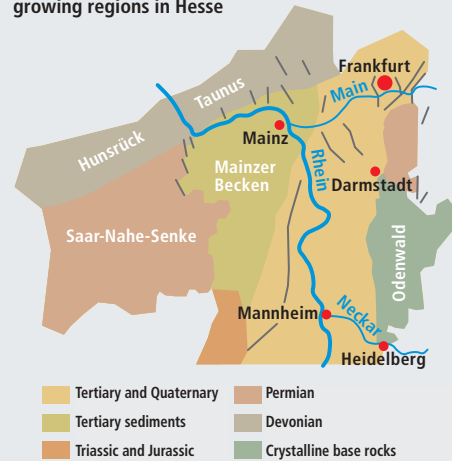 growing regions in Hesse
Frankfurt
Main
Taunus
Hunsrück
Mainz
Mainzer
Becken
Rhein
Darmstadt
Saar-Nahe-Senke
Odenwald
Mannheim
Neckar
Heidelberg
Tertiary and Quaternary
Permian
Tertiary sediments
Devonian
Triassic and Jurassic
Crystalline base rocks